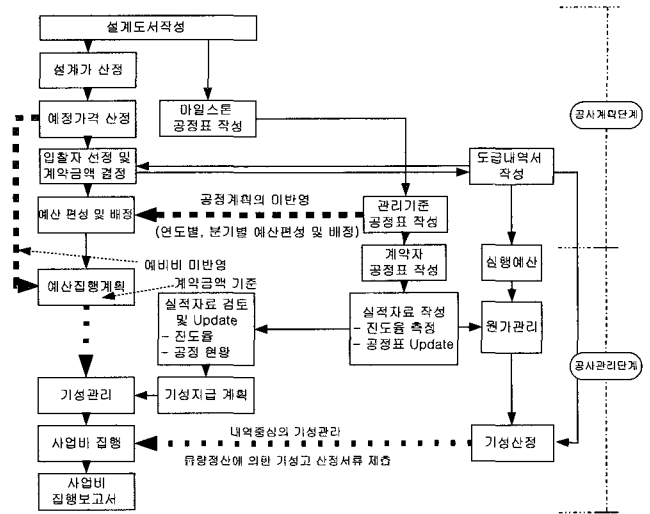 설계도서작성
설계가 산정
예정가격 산정
마일스톤
공정표 작성
공사계획단계
입찰자 선정 및
계약금액 결정
도급내역서
작성
공정계획의 미반영
예산 편성 및 배정
관리기준
공정표 작성
(연도별, 분기별 예산편성 및 배정)
계약자
공정표 작성
실행예산
예비비 미반영
계약금액 기준
예산집행계획
실적자료 검토
및 Update
- 진도율
- 공정 현황
실적자료 작성
- 진도율 측정
- 공정표 Update
원가관리
공사관리단계
기성관리
기성지급 계획
내역중심의 기성관리
사업비 집행
기성산정
물량정산에 의한 기성고 산정서류 제출
사업비
집행보고서